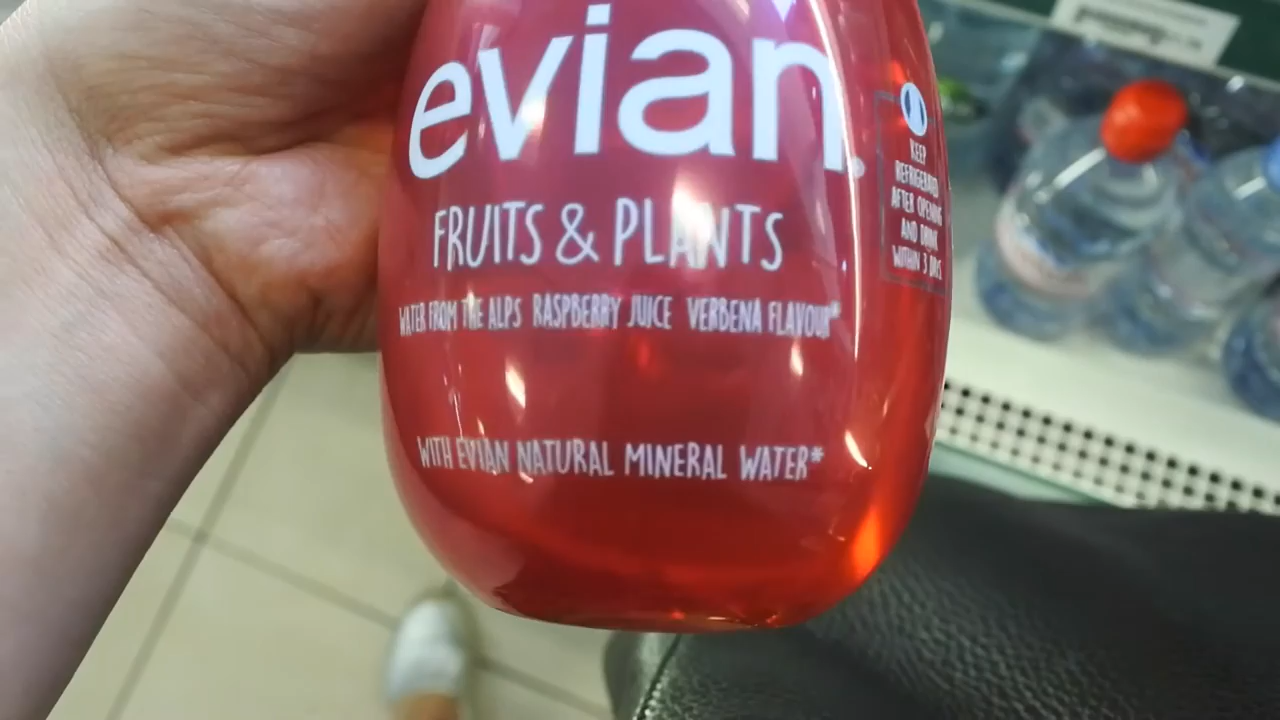 evian
FRUITS & PLANTS
WATER FROM THE ALPS RASPBERRY JUICE VERBENA FLAVOUR*
WITH EVIAN NATURAL MINERAL WATER*
KEEP
REFRIGERATED
AFTER OPENING
AND DRINK
WITHIN 3 DAYS